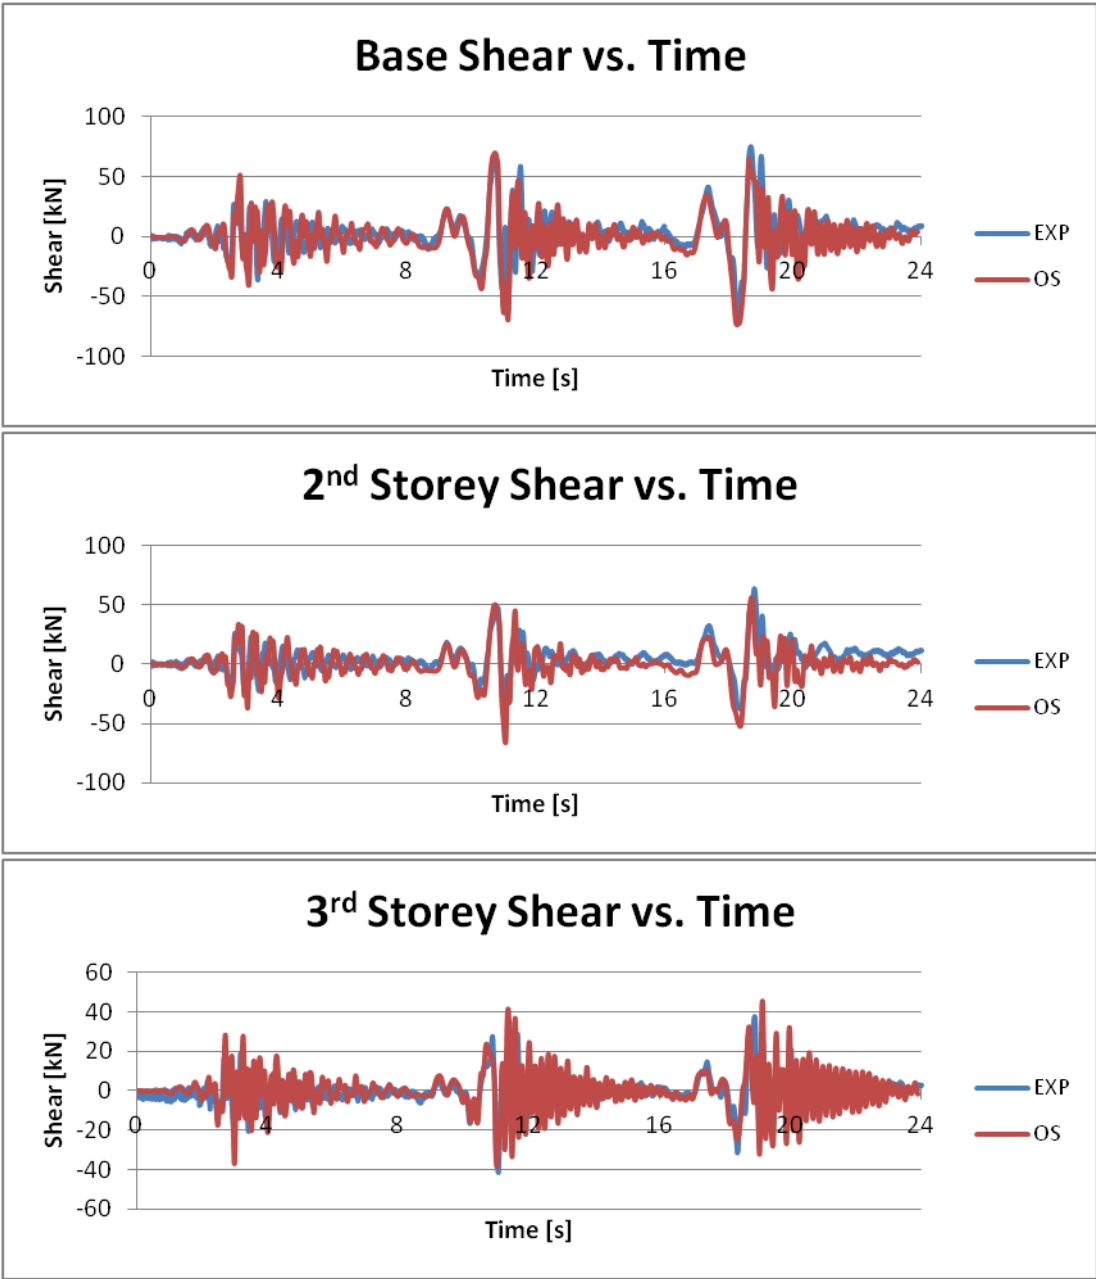 Base Shear vs. Time
100
50
0
-50
-100
Shear [kN]
0 4 8 12 16 20 24
Time [s]
EXP
OS
2nd Storey Shear vs. Time
100
50
0
-50
-100
Shear [kN]
0 4 8 12 16 20 24
Time [s]
EXP
OS
3rd Storey Shear vs. Time
60
40
20
0
-20
-40
-60
Shear [kN]
0 4 8 12 16 20 24
Time [s]
EXP
OS